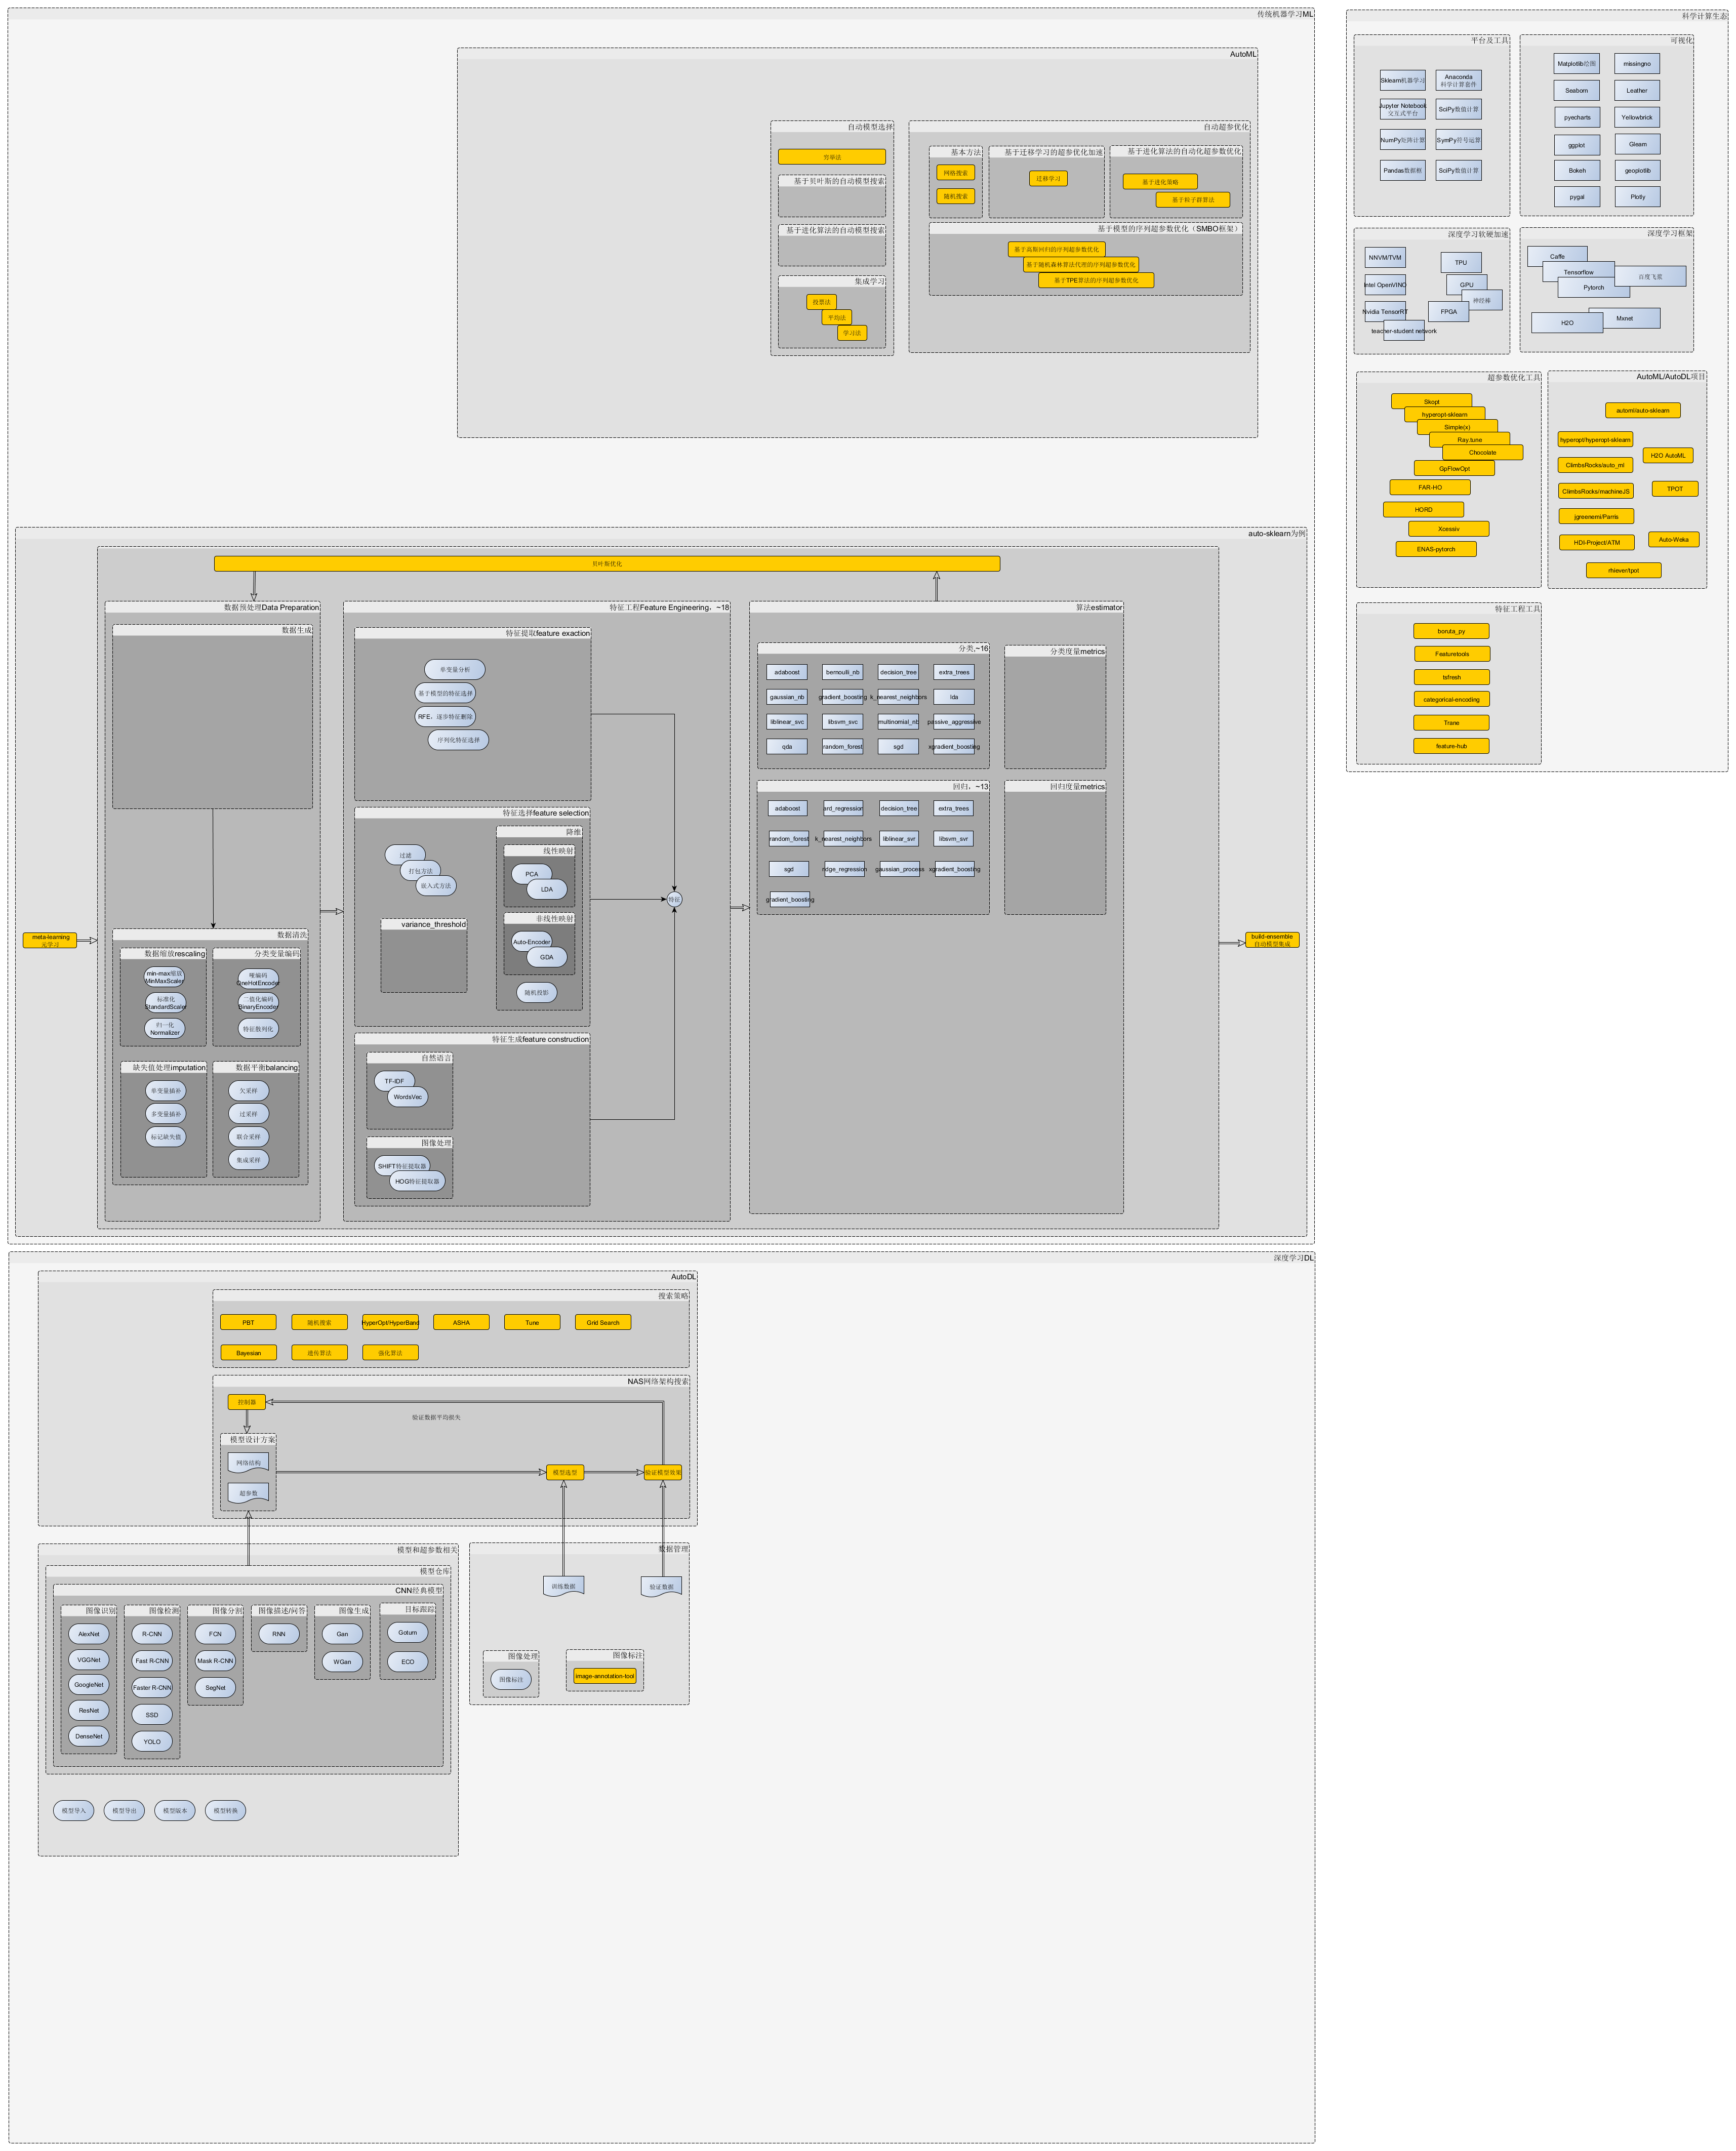 传统机器学习ML
AutoML
自动模型选择
穷举法
基于贝叶斯的自动模型搜索
基于进化算法的自动模型搜索
集成学习
投票法
平均法
学习法
自动超参优化
基本方法
网格搜索
随机搜索
基于迁移学习的超参优化加速
迁移学习
基于进化算法的自动化超参数优化
基于进化策略
基于粒子群算法
基于模型的序列超参数优化（SMBO框架）
基于高斯回归的序列超参数优化
基于随机森林算法代理的序列超参数优化
基于TPE算法的序列超参数优化
auto-sklearn为例
贝叶斯优化
meta-learning
元学习
数据预处理Data Preparation
数据生成
数据清洗
数据缩放rescaling
min-max缩放
MinMaxScaler
标准化
StandardScaler
归一化
Normalizer
分类变量编码
哑编码
OneHotEncoder
二值化编码
BinaryEncoder
特征散列化
缺失值处理imputation
单变量插补
多变量插补
标记缺失值
数据平衡balancing
欠采样
过采样
联合采样
集成采样
特征工程Feature Engineering，~18
特征提取feature exaction
单变量分析
基于模型的特征选择
RFE，逐步特征删除
序列化特征选择
特征选择feature selection
过滤
打包方法
嵌入式方法
variance_threshold
降维
线性映射
PCA
LDA
非线性映射
Auto-Encoder
GDA
随机投影
特征生成feature construction
自然语言
TF-IDF
WordsVec
图像处理
SHIFT特征提取器
HOG特征提取器
特征
算法estimator
分类,~16
adaboost
bernoulli_nb
decision_tree
extra_trees
gaussian_nb
gradient_boosting
k_nearest_neighbors
lda
liblinear_svc
libsvm_svc
multinomial_nb
passive_aggressive
qda
random_forest
sgd
xgradient_boosting
分类度量metrics
回归，~13
adaboost
ard_regression
decision_tree
extra_trees
random_forest
k_nearest_neighbors
liblinear_svr
libsvm_svr
sgd
ridge_regression
gaussian_process
xgradient_boosting
gradient_boosting
回归度量metrics
build-ensemble
自动模型集成
科学计算生态
平台及工具
Sklearn机器学习
Anaconda
科学计算套件
Jupyter Notebook
交互式平台
SciPy数值计算
NumPy矩阵计算
SymPy符号运算
Pandas数据框
SciPy数值计算
可视化
Matplotlib绘图
missingno
Seaborn
Leather
pyecharts
Yellowbrick
ggplot
Gleam
Bokeh
geoplotlib
pygal
Plotly
深度学习软硬加速
NNVM/TVM
TPU
Intel OpenVINO
GPU
神经棒
Nvidia TensorRT
FPGA
teacher-student network
深度学习框架
Caffe
Tensorflow
百度飞桨
Pytorch
Mxnet
H2O
超参数优化工具
Skopt
hyperopt-sklearn
Simple(x)
Ray.tune
Chocolate
GpFlowOpt
FAR-HO
HORD
Xcessiv
ENAS-pytorch
AutoML/AutoDL项目
automl/auto-sklearn
hyperopt/hyperopt-sklearn
H2O AutoML
ClimbsRocks/auto_ml
TPOT
ClimbsRocks/machineJS
jgreenemi/Parris
HDI-Project/ATM
Auto-Weka
rhiever/tpot
特征工程工具
boruta_py
Featuretools
tsfresh
categorical-encoding
Trane
feature-hub
深度学习DL
AutoDL
搜索策略
PBT
随机搜索
HyperOpt/HyperBand
ASHA
Tune
Grid Search
Bayesian
遗传算法
强化算法
NAS网络架构搜索
控制器
验证数据平均损失
模型设计方案
网络结构
超参数
模型选型
验证模型效果
模型和超参数相关
模型仓库
CNN经典模型
图像识别
AlexNet
VGGNet
GoogleNet
ResNet
DenseNet
图像检测
R-CNN
Fast R-CNN
Faster R-CNN
SSD
YOLO
图像分割
FCN
Mask R-CNN
SegNet
图像描述/问答
RNN
图像生成
Gan
WGan
目标跟踪
Goturn
ECO
模型导入
模型导出
模型版本
模型转换
数据管理
训练数据
验证数据
图像处理
图像标注
图像标注
image-annotation-tool